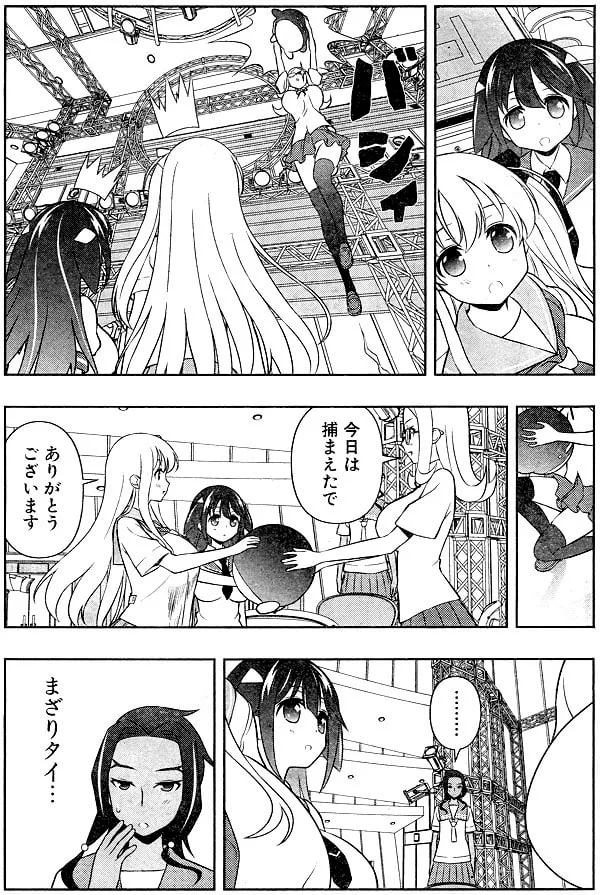 バシィ
今日は
捕まえたで
ありがとう
ございます
………
まざりタイ…